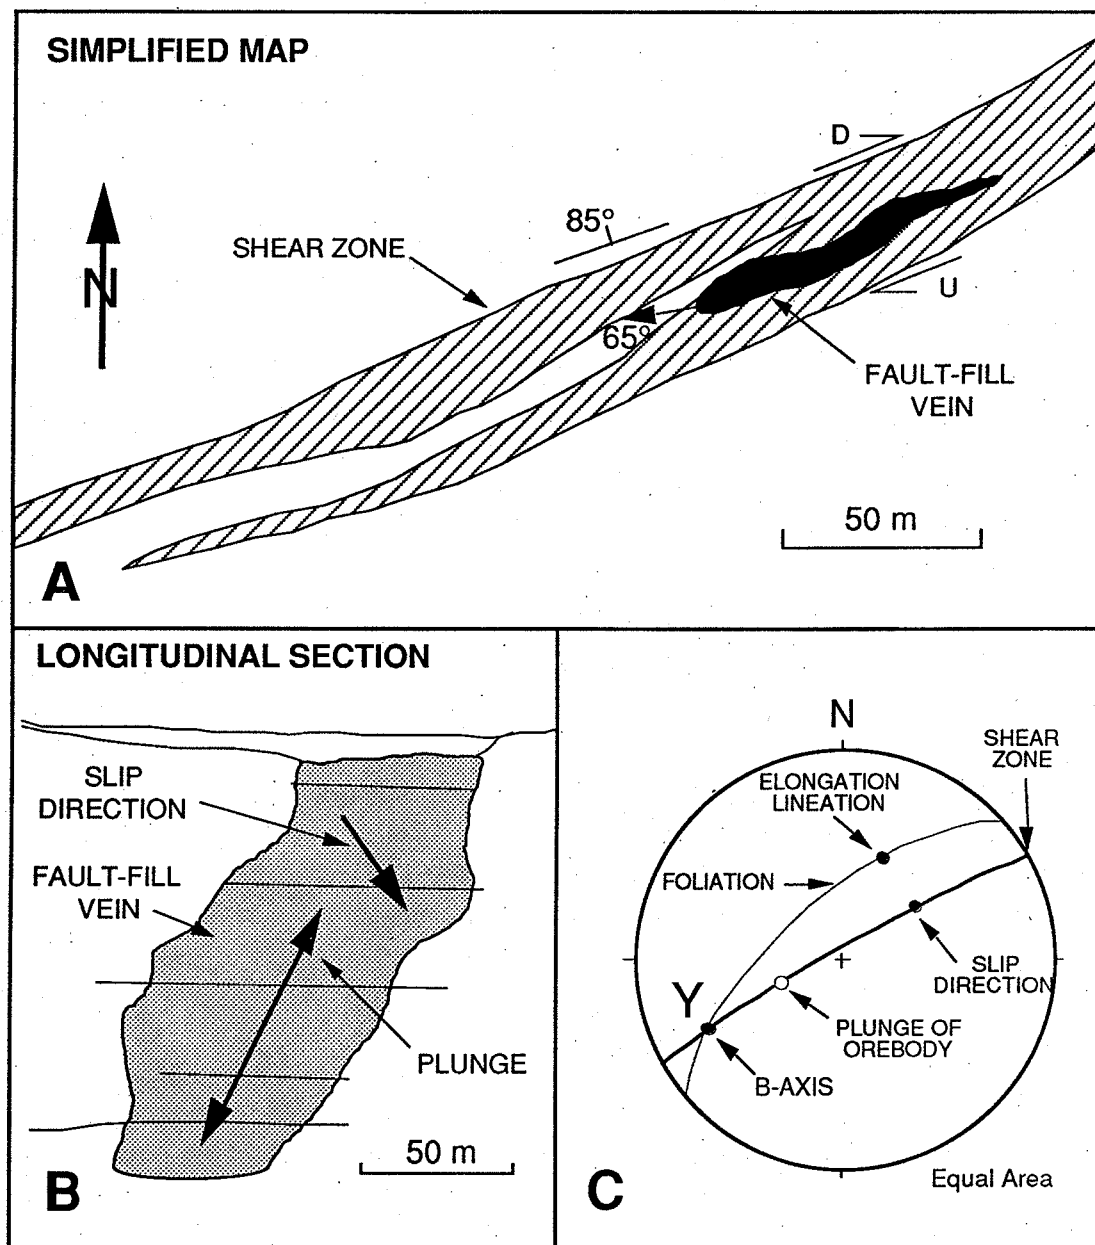 SIMPLIFIED MAP
D
85°
SHEAR ZONE
N
U
65°
FAULT-FILL
VEIN
50 m
A
LONGITUDINAL SECTION
SLIP
DIRECTION
FAULT-FILL
VEIN
PLUNGE
50 m
B
N
SHEAR
ZONE
ELONGATION
LINEATION
FOLIATION
SLIP
DIRECTION
Y
PLUNGE OF
OREBODY
B-AXIS
C
Equal Area